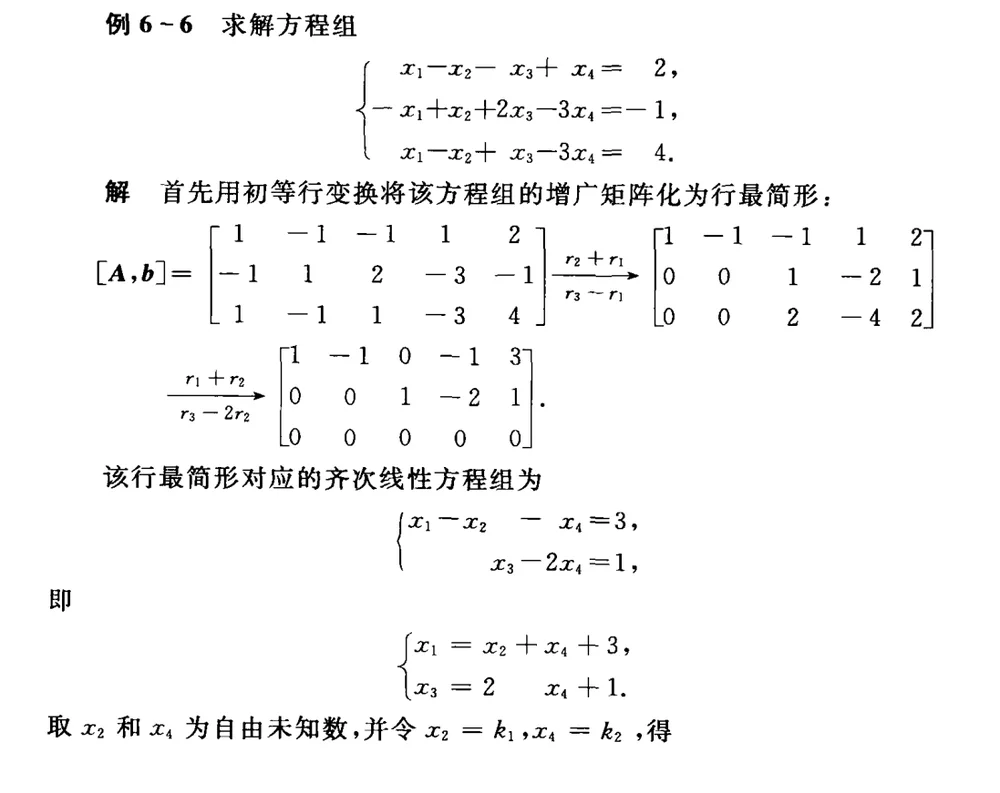 例6~6 求解方程组
x₁-x₂- x₃+ x₄= 2,
-x₁+x₂+2x₃-3x₄=-1,
x₁-x₂+ x₃-3x₄= 4.
解 首先用初等行变换将该方程组的增广矩阵化为行最简形:
[A,b]= [1 -1 -1 1 2; -1 1 2 -3 -1; 1 -1 1 -3 4] r₂+r₁ r₃-r₁ → [1 -1 -1 1 2; 0 0 1 -2 1; 0 0 2 -4 2]
r₁+r₂ r₃-2r₂ → [1 -1 0 -1 3; 0 0 1 -2 1; 0 0 0 0 0].
该行最简形对应的齐次线性方程组为
x₁-x₂ - x₄=3,
x₃-2x₄=1,
即
x₁ = x₂+x₄+3,
x₃ = 2 x₄+1.
取 x₂ 和 x₄ 为自由未知数,并令 x₂ = k₁,x₄ = k₂,得